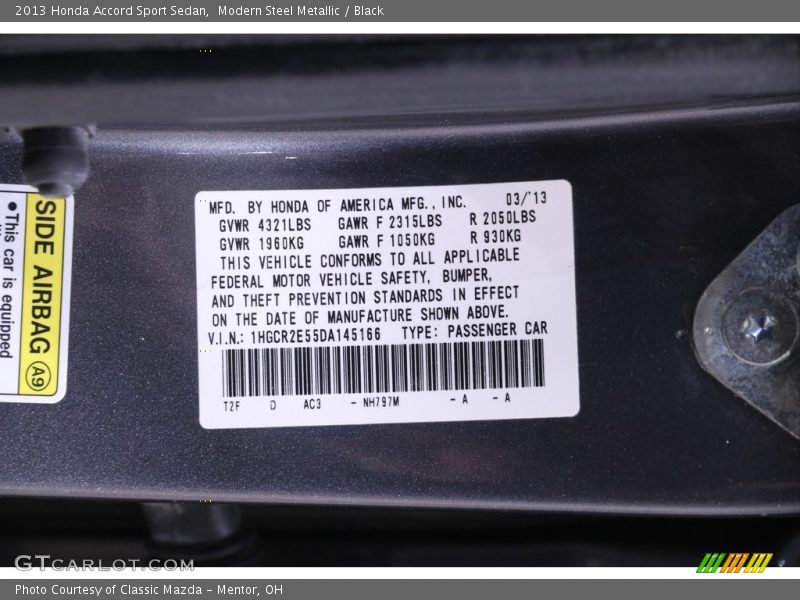 2013 Honda Accord Sport Sedan,  Modern Steel Metallic / Black
MFD. BY HONDA OF AMERICA MFG., INC. 03/'13
GVWR 4321LBS GAWR F 2315LBS R 2050LBS
GVWR 1960KG GAWR F 1050KG R 930KG
THIS VEHICLE CONFORMS TO ALL APPLICABLE
FEDERAL MOTOR VEHICLE SAFETY, BUMPER,
AND THEFT PREVENTION STANDARDS IN EFFECT
ON THE DATE OF MANUFACTURE SHOWN ABOVE.
V.I.N.: 1HGCR2E55DA145166 TYPE: PASSENGER CAR
T2F D AC3 - NH797M - A - A
SIDE AIRBAG A9
•This car is equipped
GTCARLOT.COM
Photo Courtesy of Classic Mazda - Mentor, OH